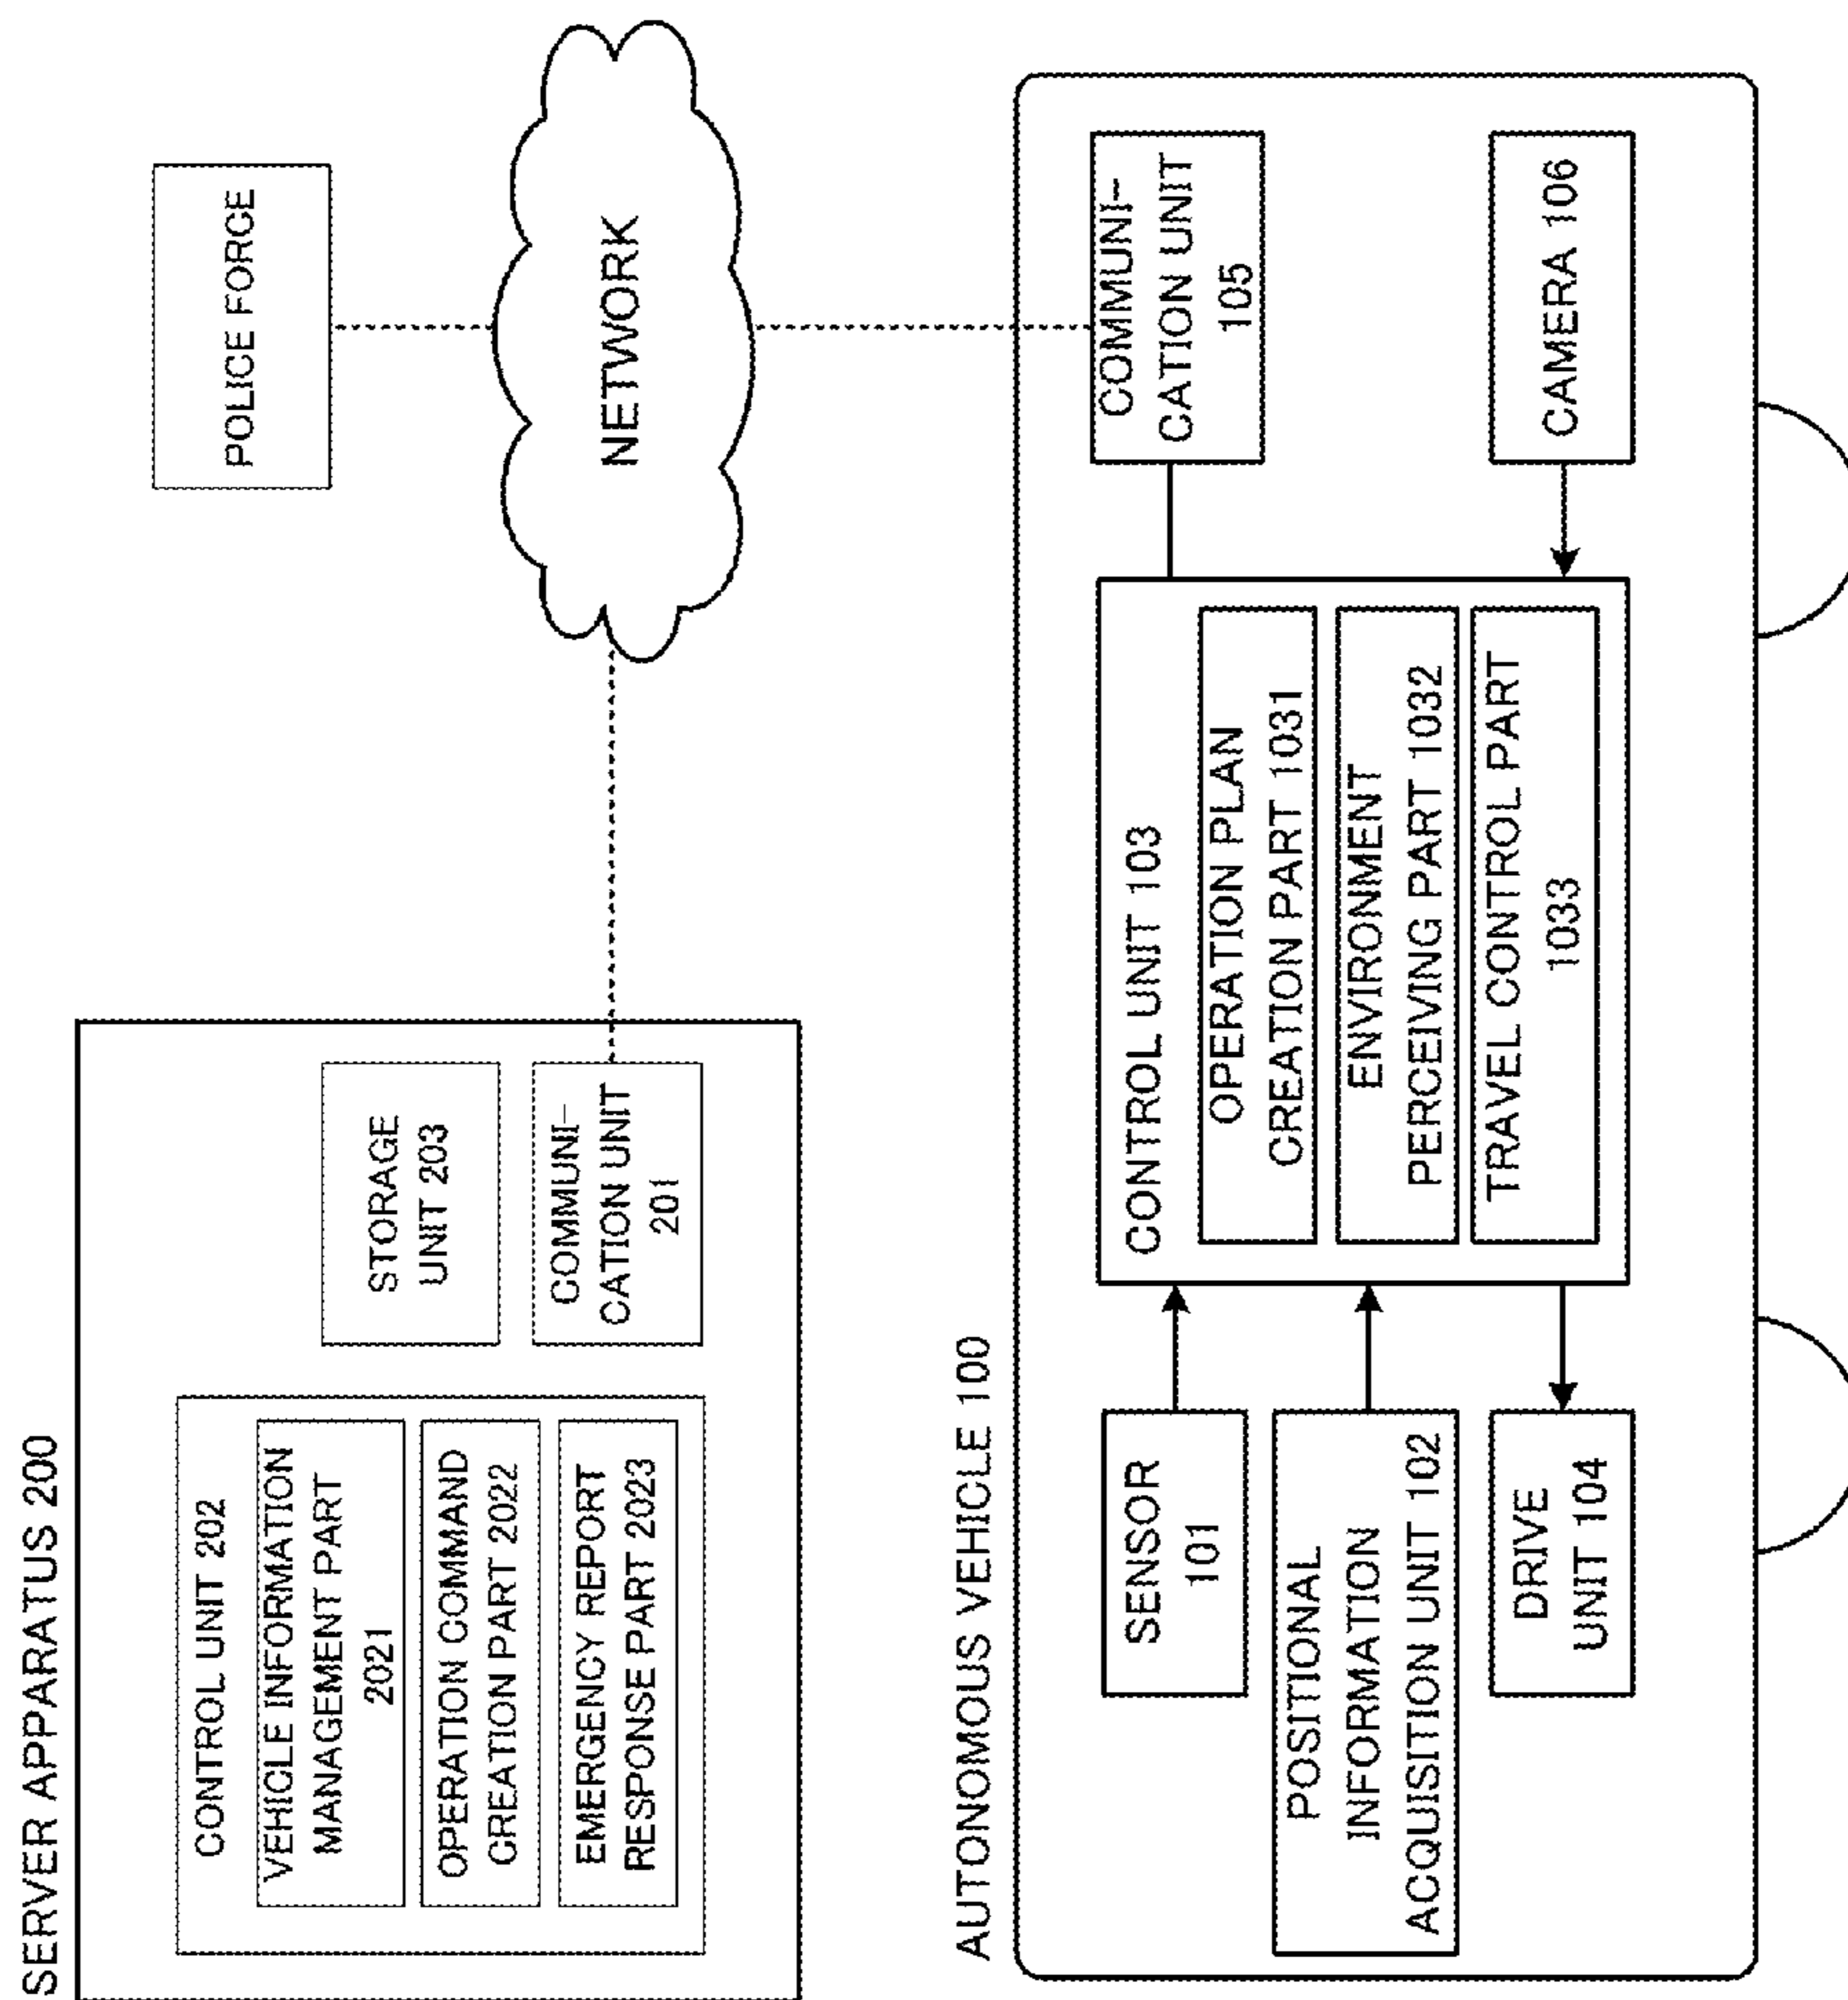 SERVER APPARATUS 200
CONTROL UNIT 202
VEHICLE INFORMATION
MANAGEMENT PART
2021
OPERATION COMMAND
CREATION PART 2022
EMERGENCY REPORT
RESPONSE PART 2023
STORAGE
UNIT 203
COMMUNI-
CATION UNIT
201
POLICE FORCE
NETWORK
AUTONOMOUS VEHICLE 100
SENSOR
101
POSITIONAL
INFORMATION
ACQUISITION UNIT 102
DRIVE
UNIT 104
CONTROL UNIT 103
OPERATION PLAN
CREATION PART 1031
ENVIRONMENT
PERCEIVING PART 1032
TRAVEL CONTROL PART
1033
COMMUNI-
CATION UNIT
105
CAMERA 106